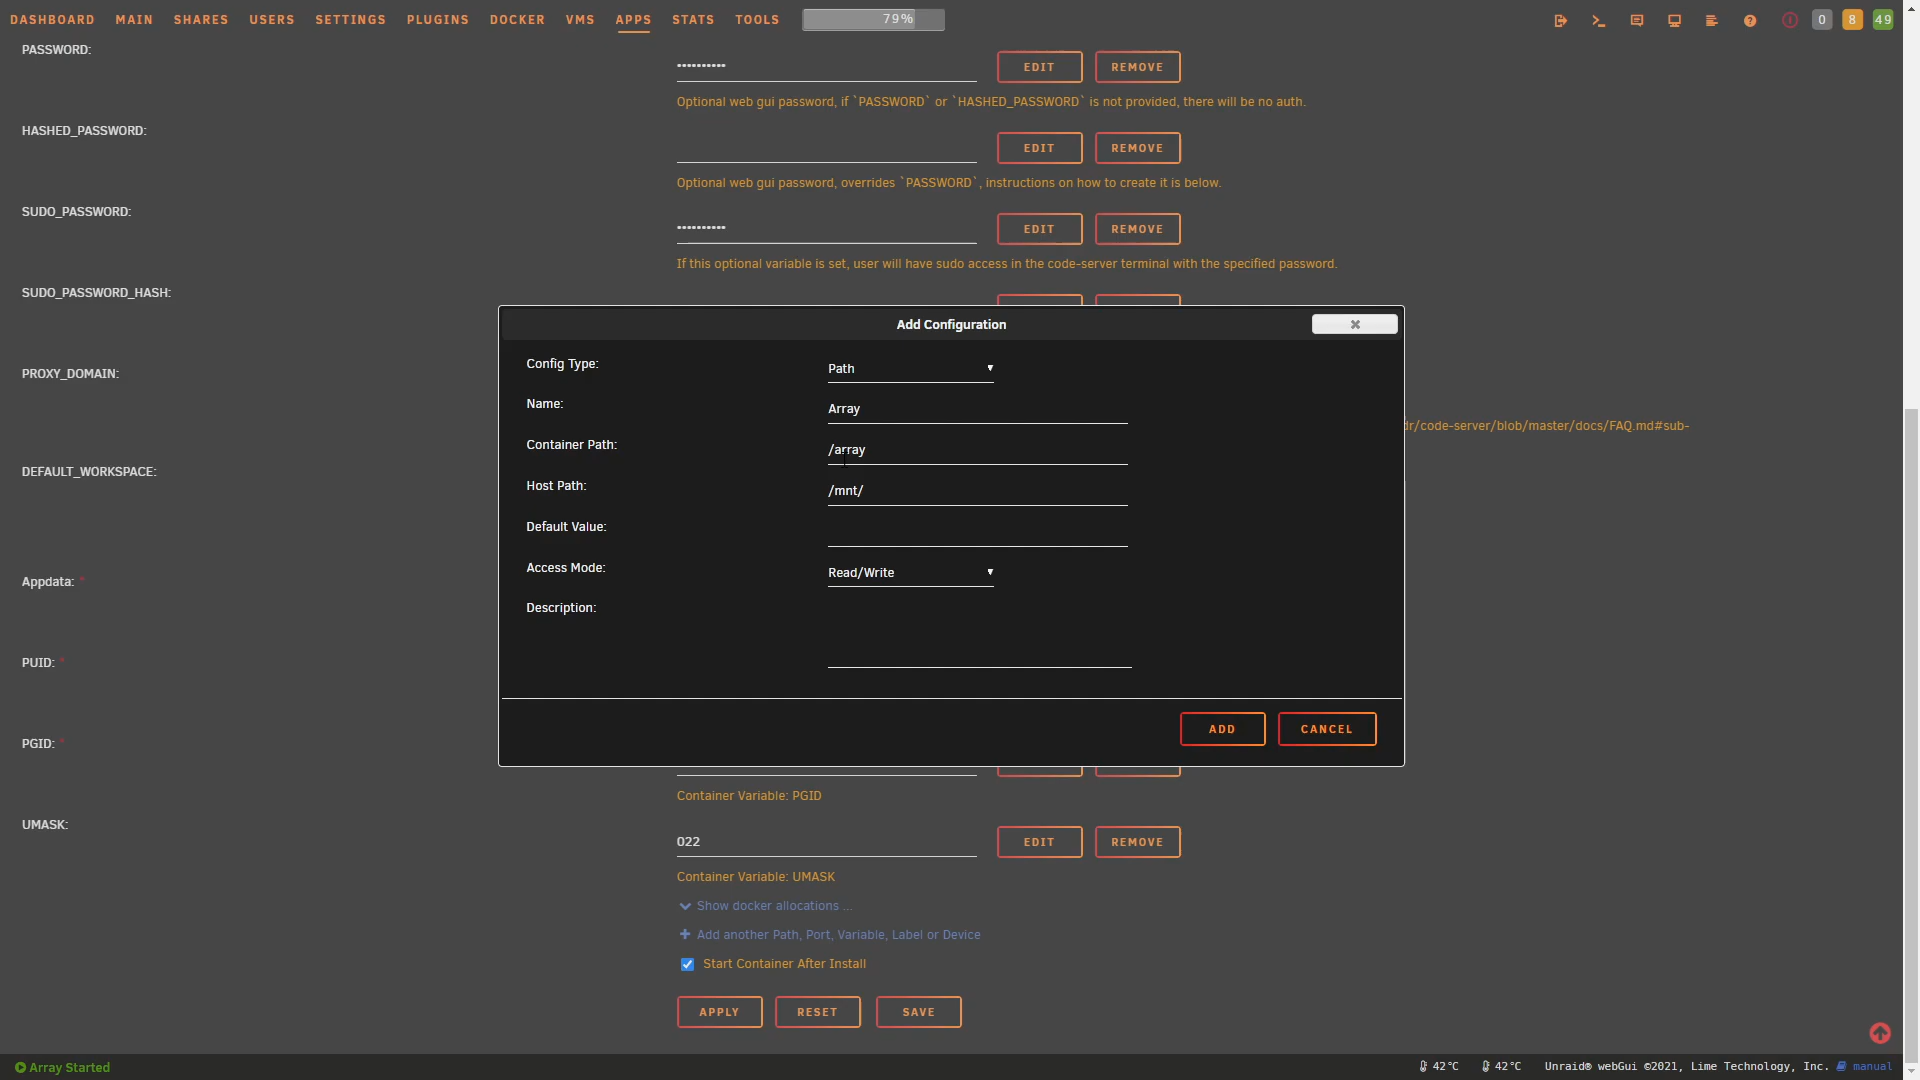 DASHBOARD MAIN SHARES USERS SETTINGS PLUGINS DOCKER VMS APPS STATS TOOLS 79% 0 8 49
PASSWORD:
•••••••••• EDIT REMOVE
Optional web gui password, if `PASSWORD` or `HASHED_PASSWORD` is not provided, there will be no auth.
HASHED_PASSWORD:
EDIT REMOVE
Optional web gui password, overrides `PASSWORD`, instructions on how to create it is below.
SUDO_PASSWORD:
•••••••••• EDIT REMOVE
If this optional variable is set, user will have sudo access in the code-server terminal with the specified password.
SUDO_PASSWORD_HASH:
PROXY_DOMAIN:
dr/code-server/blob/master/docs/FAQ.md#sub-
DEFAULT_WORKSPACE:
Appdata: *
PUID: *
PGID: *
Add Configuration
Config Type: Path
Name: Array
Container Path: /array
Host Path: /mnt/
Default Value:
Access Mode: Read/Write
Description:
ADD CANCEL
Container Variable: PGID
UMASK:
022 EDIT REMOVE
Container Variable: UMASK
Show docker allocations ...
Add another Path, Port, Variable, Label or Device
Start Container After Install
APPLY RESET SAVE
Array Started 42°C 42°C Unraid® webGui ©2021, Lime Technology, Inc. manual